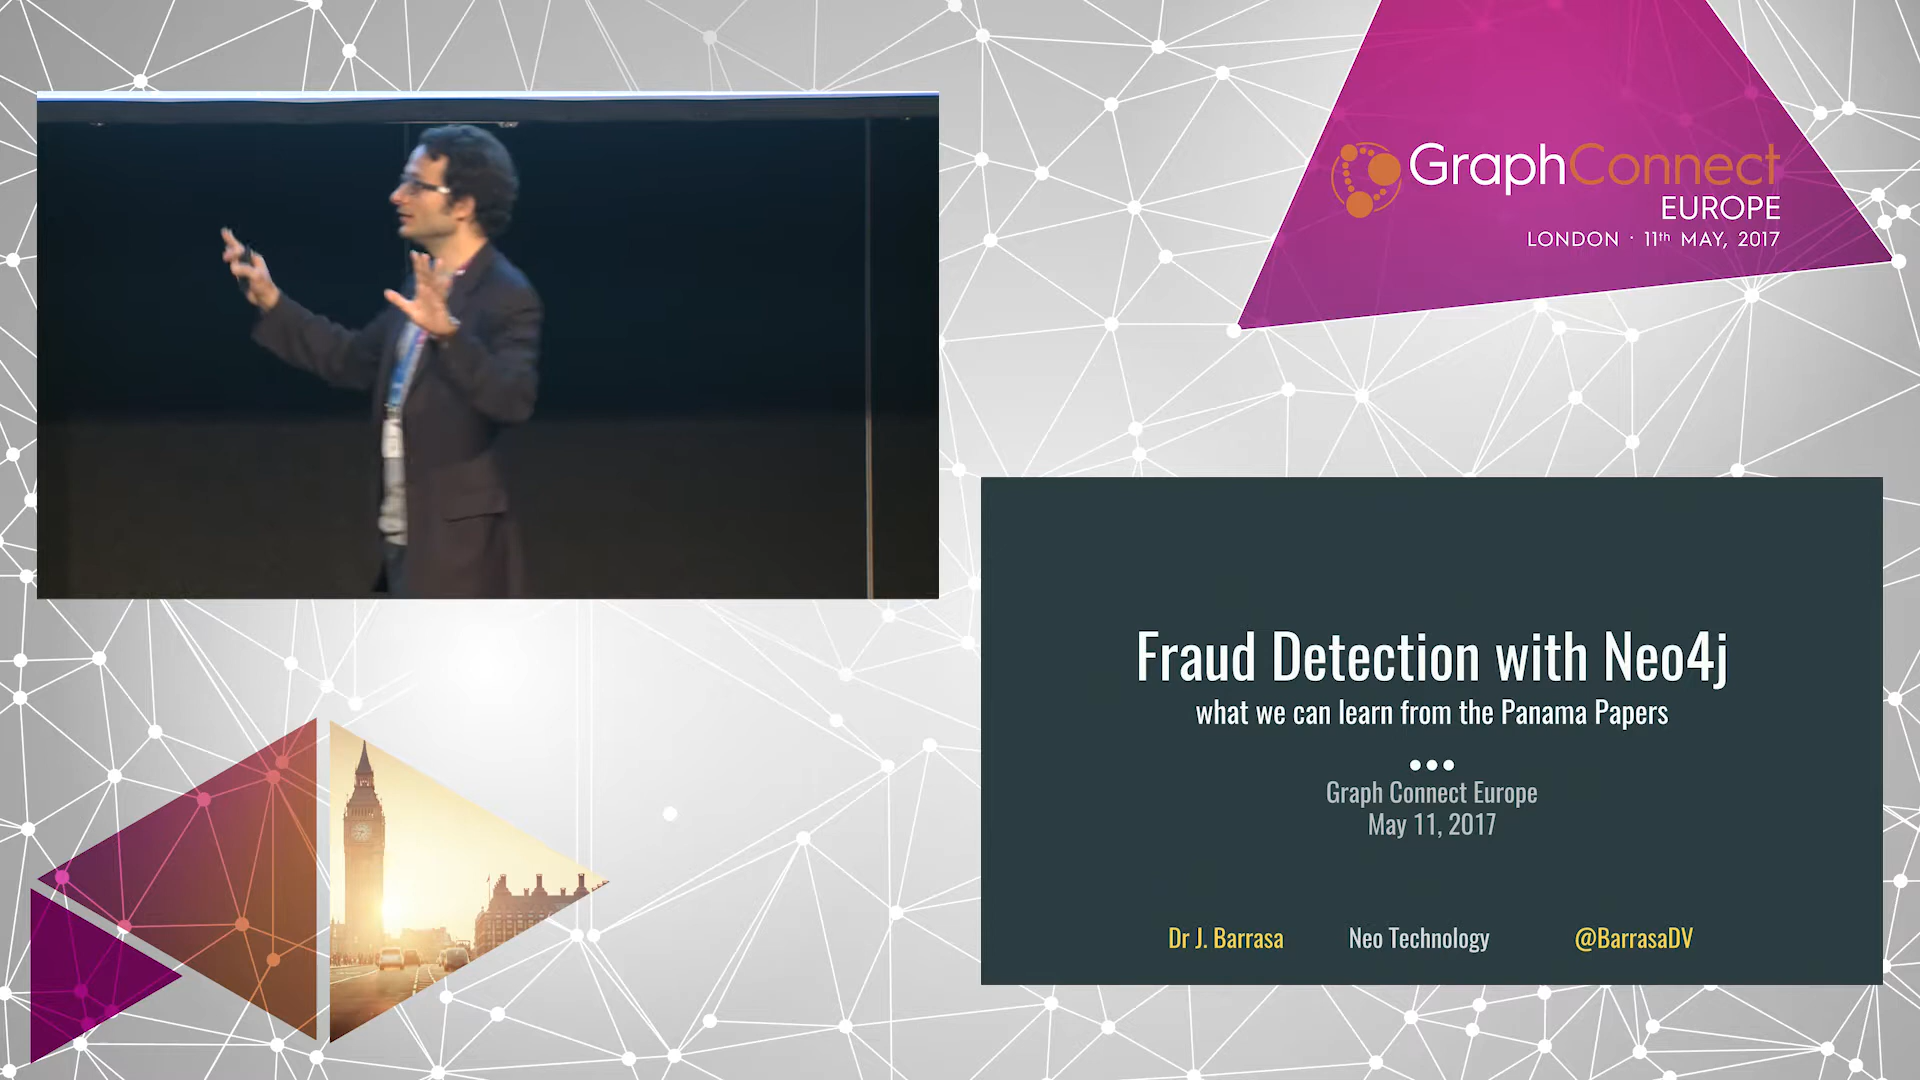 GraphConnect
EUROPE
LONDON · 11th MAY, 2017
Fraud Detection with Neo4j
what we can learn from the Panama Papers
Graph Connect Europe
May 11, 2017
Dr J. Barrasa Neo Technology @BarrasaDV